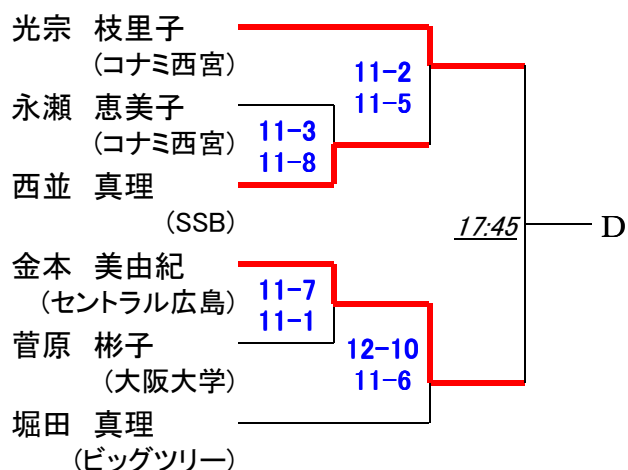 光宗 枝里子
(コナミ西宮)
11-2
11-5
永瀬 恵美子
(コナミ西宮)
11-3
11-8
西並 真理
(SSB)
17:45
D
金本 美由紀
(セントラル広島)
11-7
11-1
菅原 彬子
(大阪大学)
12-10
11-6
堀田 真理
(ビッグツリー)